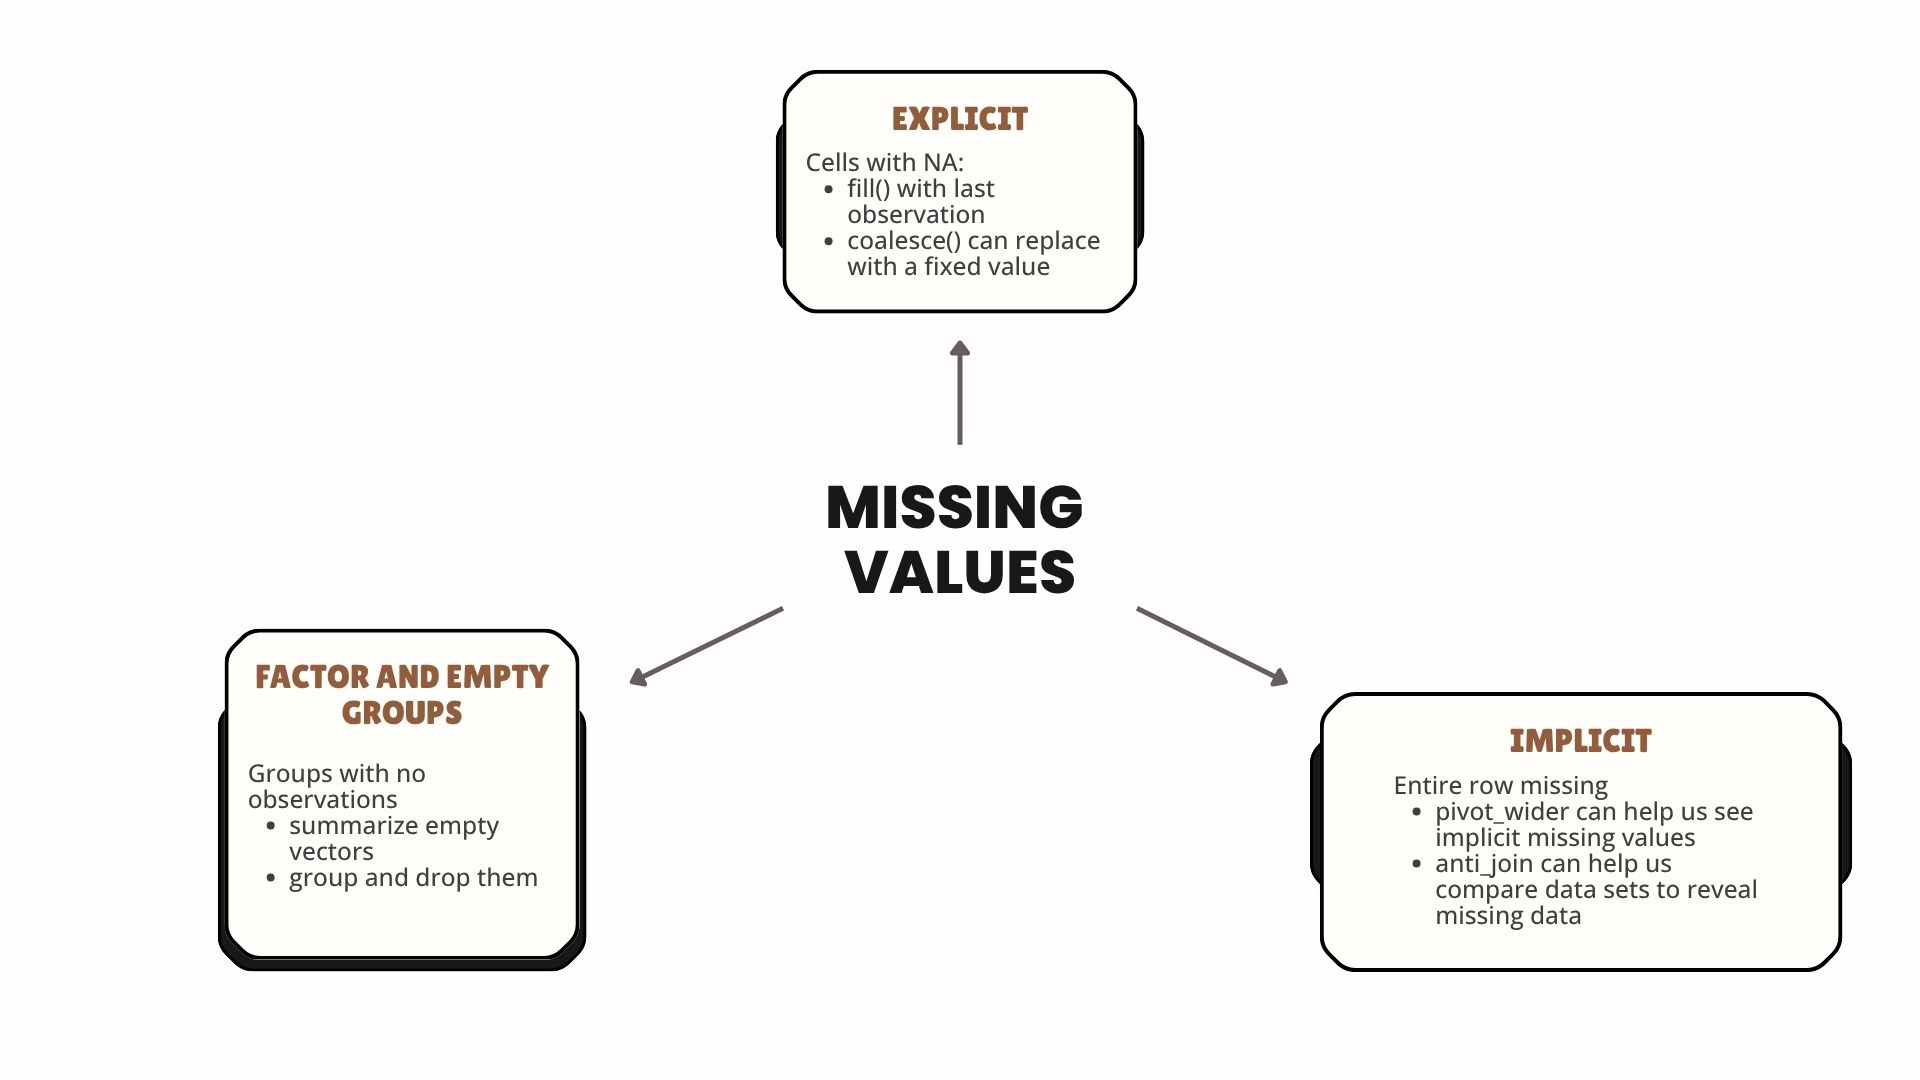 EXPLICIT
Cells with NA:
• fill() with last
observation
• coalesce() can replace
with a fixed value
MISSING
VALUES
FACTOR AND EMPTY
GROUPS
Groups with no
observations
• summarize empty
vectors
• group and drop them
IMPLICIT
Entire row missing
• pivot_wider can help us see
implicit missing values
• anti_join can help us
compare data sets to reveal
missing data